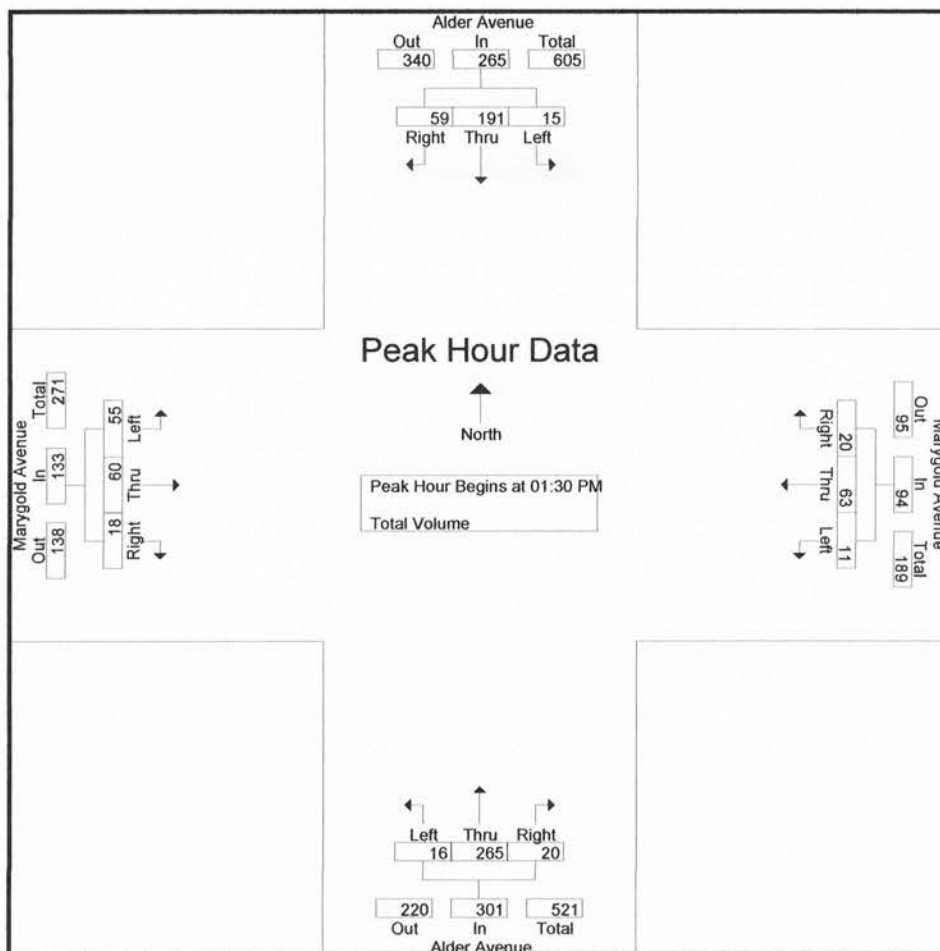 Alder Avenue
Out In Total
340 265 605
59 191 15
Right Thru Left
Peak Hour Data
North
Peak Hour Begins at 01:30 PM
Total Volume
Marygold Avenue
Out In Total
138 133 271
55 60 18
Left Thru Right
Right Thru Left
20 63 11
Out In Total
95 94 189
Marygold Avenue
Left Thru Right
16 265 20
220 301 521
Out In Total
Alder Avenue